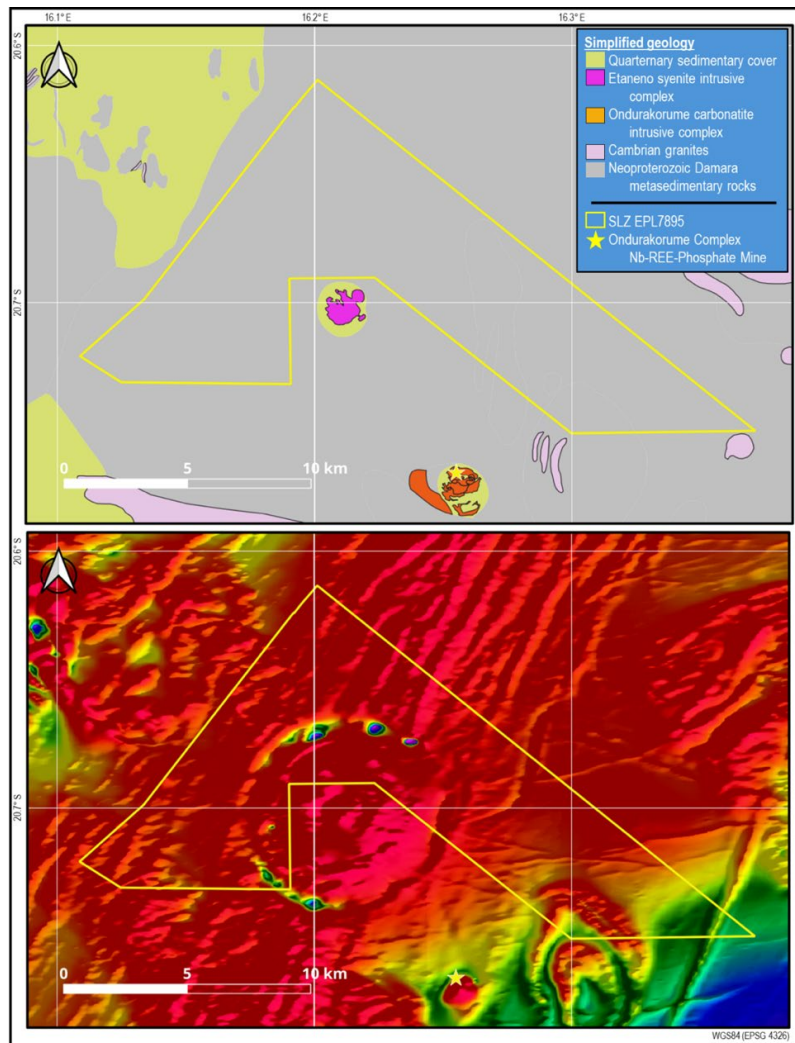 16.1° E
16.2° E
16.3° E
20.6° S
Simplified geology
Quarternary sedimentary cover
Etaneno syenite intrusive
complex
Ondurakorume carbonatite
intrusive complex
Cambrian granites
Neoproterozoic Damara
metasedimentary rocks
SLZ EPL7895
Ondurakorume Complex
Nb-REE-Phosphate Mine
20.7° S
0 5 10 km
20.6° S
20.7° S
0 5 10 km
WGS84 (EPSG 4326)